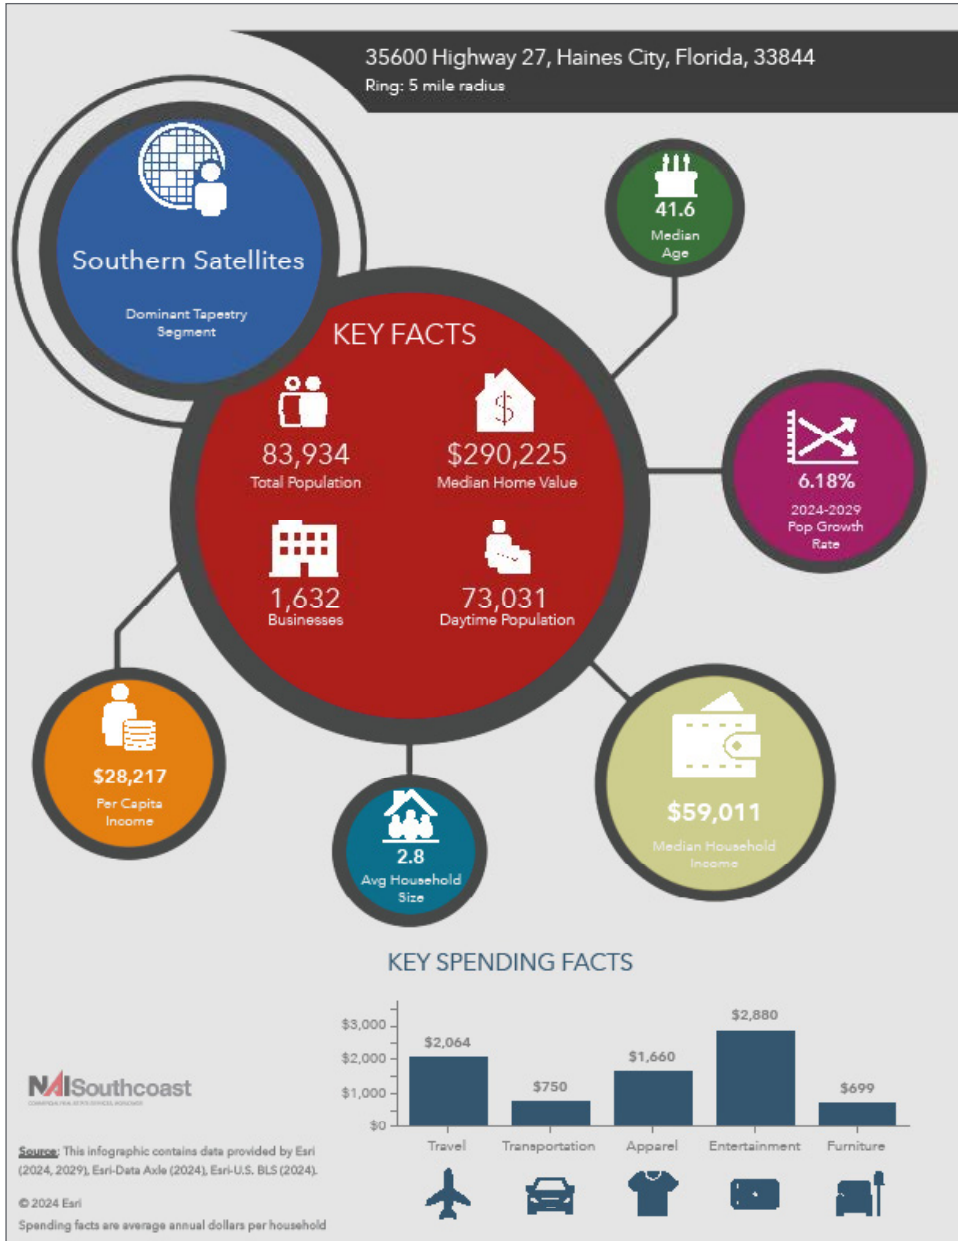 35600 Highway 27, Haines City, Florida, 33844
Ring: 5 mile radius
Southern Satellites
Dominant Tapestry
Segment
41.6
Median
Age
KEY FACTS
83,934
Total Population
$290,225
Median Home Value
1,632
Businesses
73,031
Daytime Population
6.18%
2024-2029
Pop Growth
Rate
$28,217
Per Capita
Income
2.8
Avg Household
Size
$59,011
Median Household
Income
KEY SPENDING FACTS
$3,000
$2,000
$1,000
$0
$2,064
$750
$1,660
$2,880
$699
Travel
Transportation
Apparel
Entertainment
Furniture
NAISouthcoast
COMMERCIAL REAL ESTATE SERVICES, WORLDWIDE
Source: This infographic contains data provided by Esri
(2024, 2029), Esri-Data Axle (2024), Esri-U.S. BLS (2024).
© 2024 Esri
Spending facts are average annual dollars per household